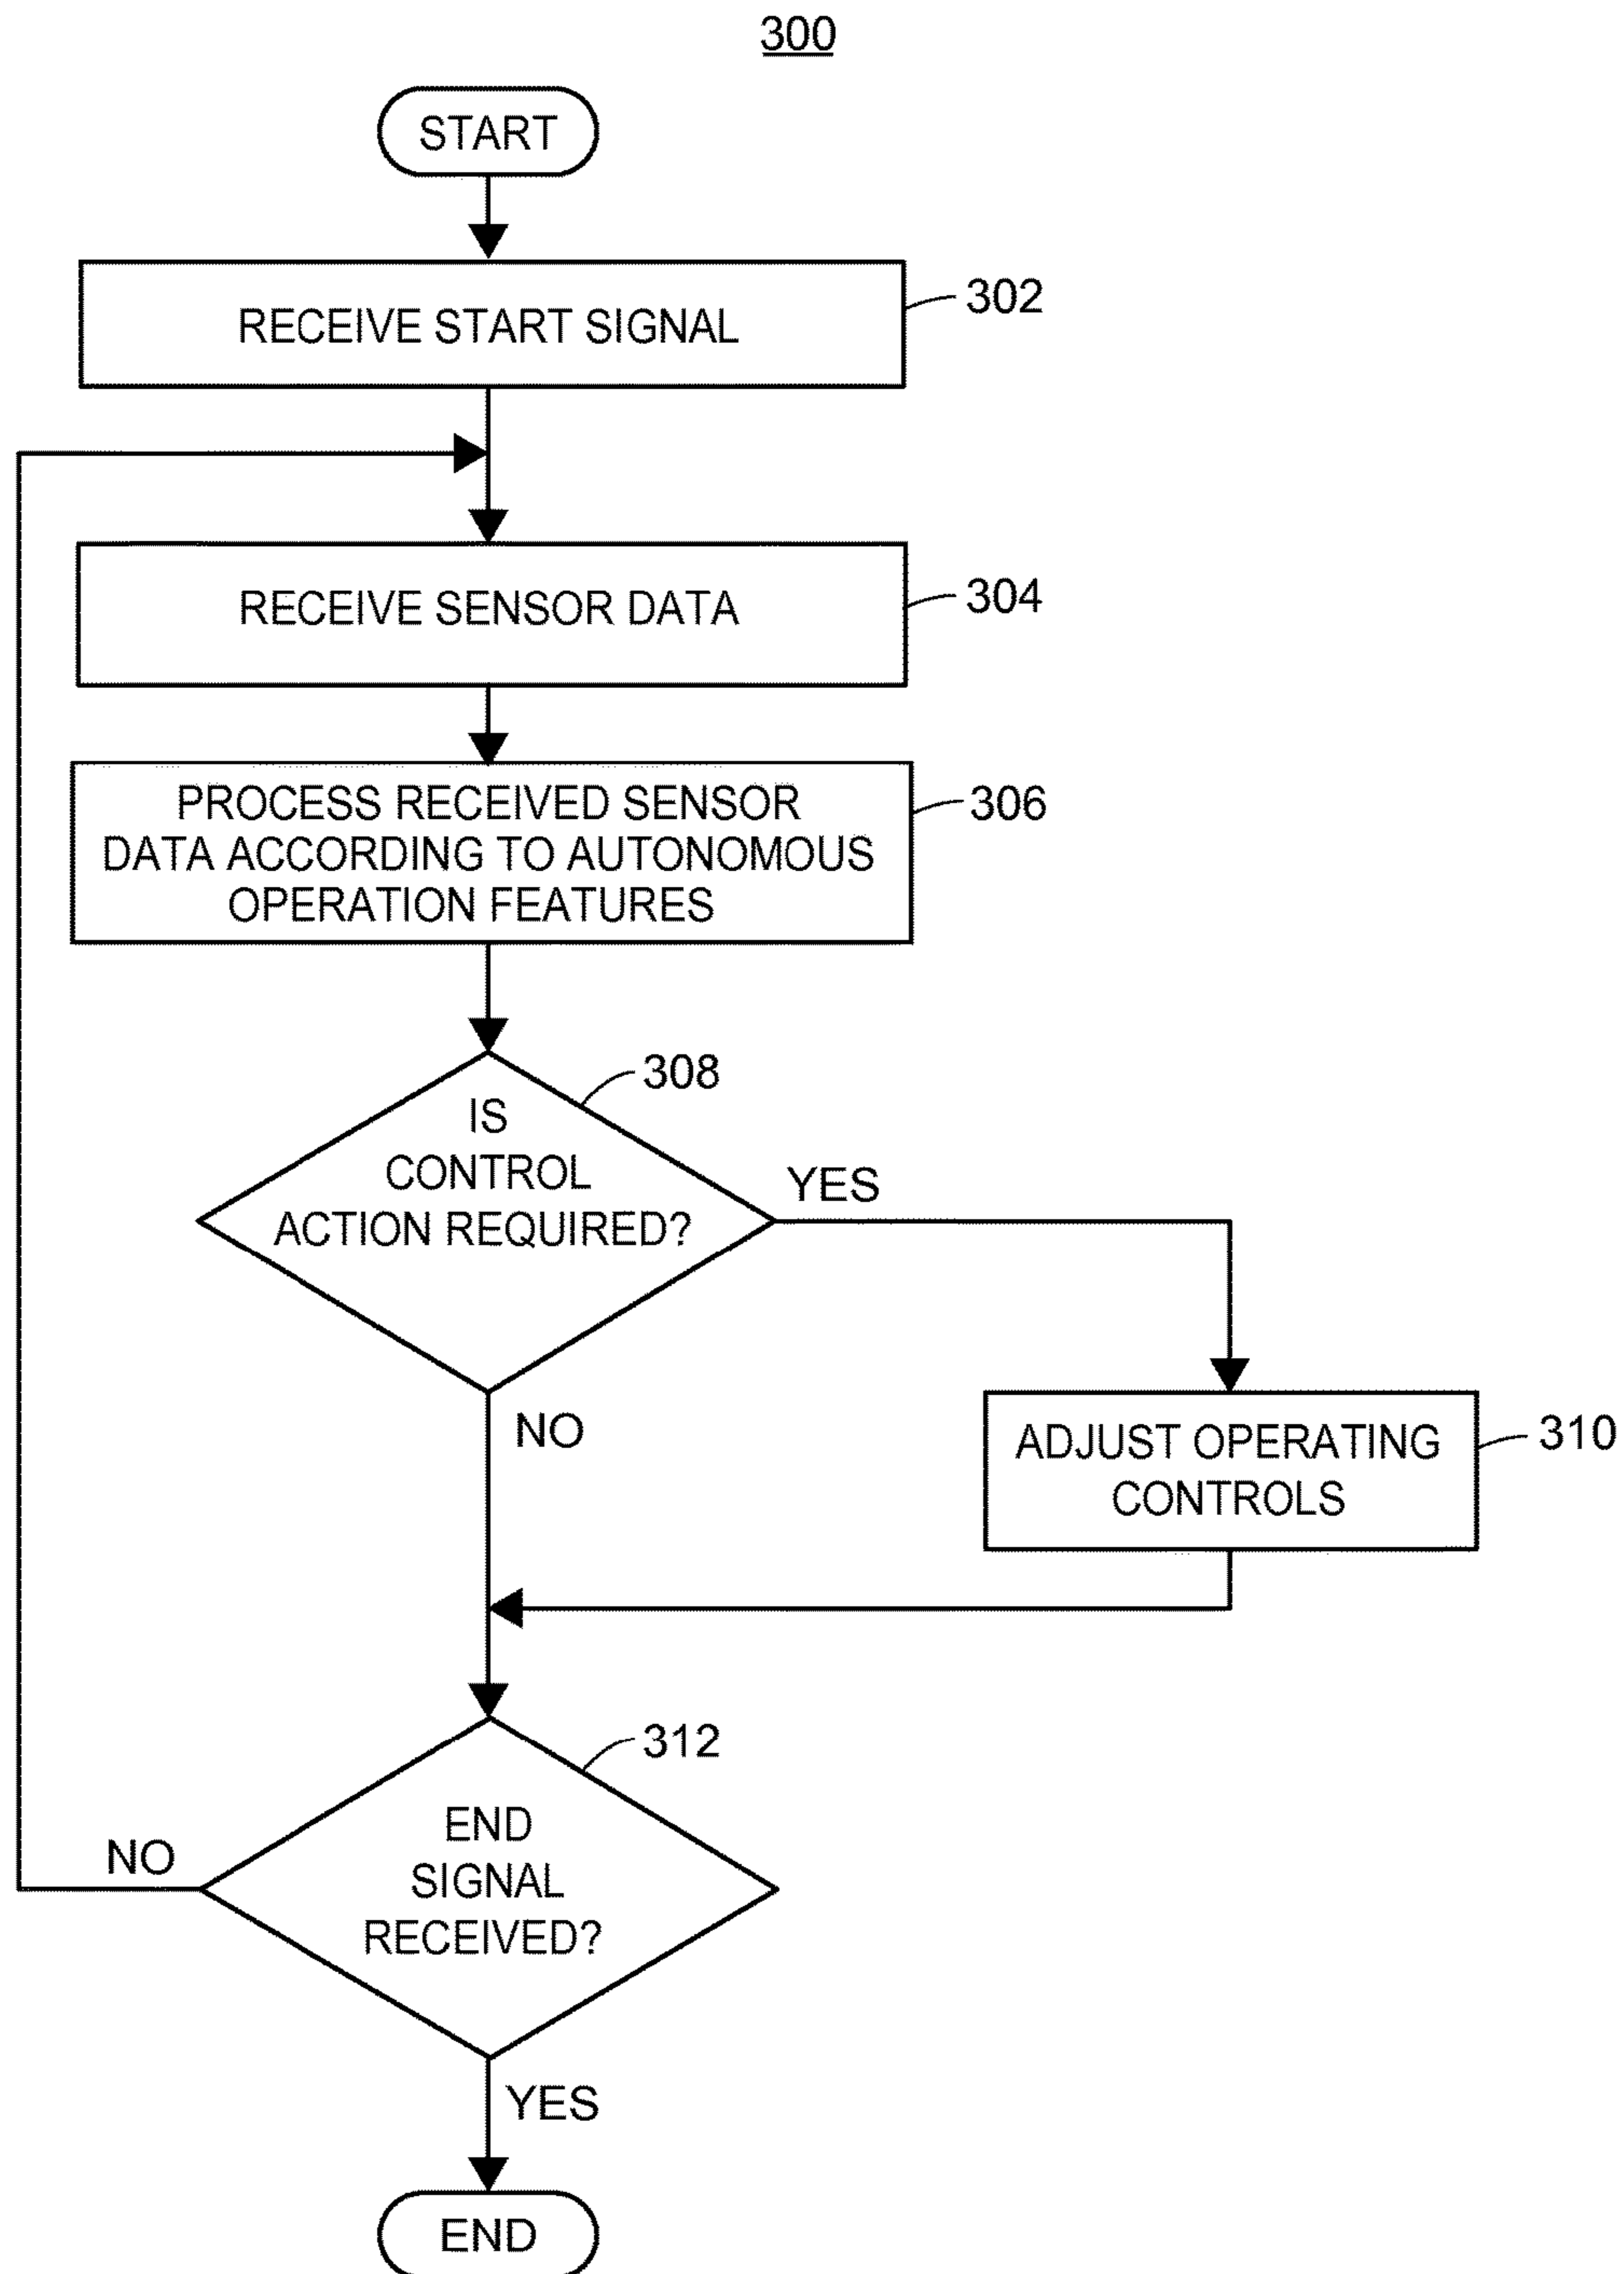 300
START
RECEIVE START SIGNAL
302
RECEIVE SENSOR DATA
304
PROCESS RECEIVED SENSOR
DATA ACCORDING TO AUTONOMOUS
OPERATION FEATURES
306
308
IS
CONTROL
ACTION REQUIRED?
YES
NO
ADJUST OPERATING
CONTROLS
310
312
END
SIGNAL
RECEIVED?
NO
YES
END